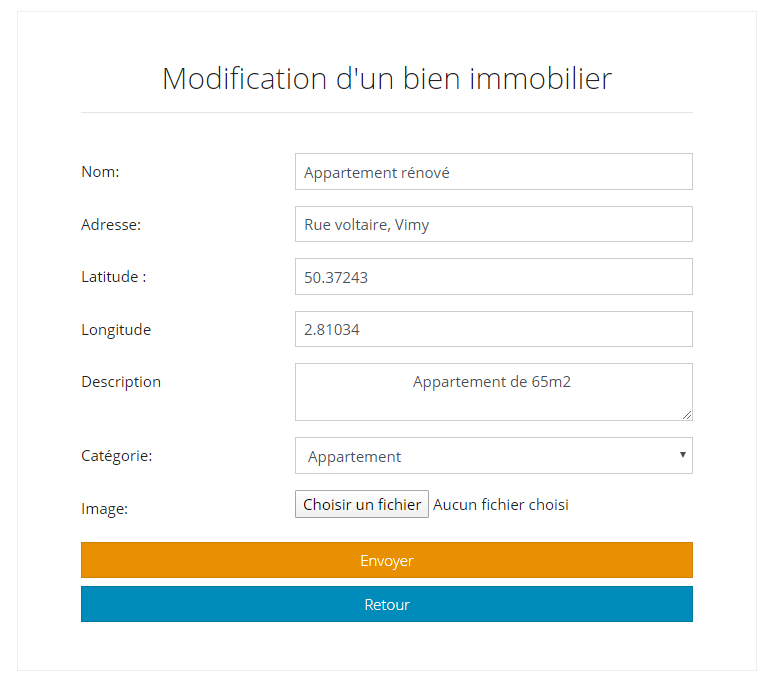 Modification d'un bien immobilier
Nom: Appartement rénové
Adresse: Rue voltaire, Vimy
Latitude : 50.37243
Longitude 2.81034
Description Appartement de 65m2
Catégorie: Appartement
Image: Choisir un fichier Aucun fichier choisi
Envoyer
Retour